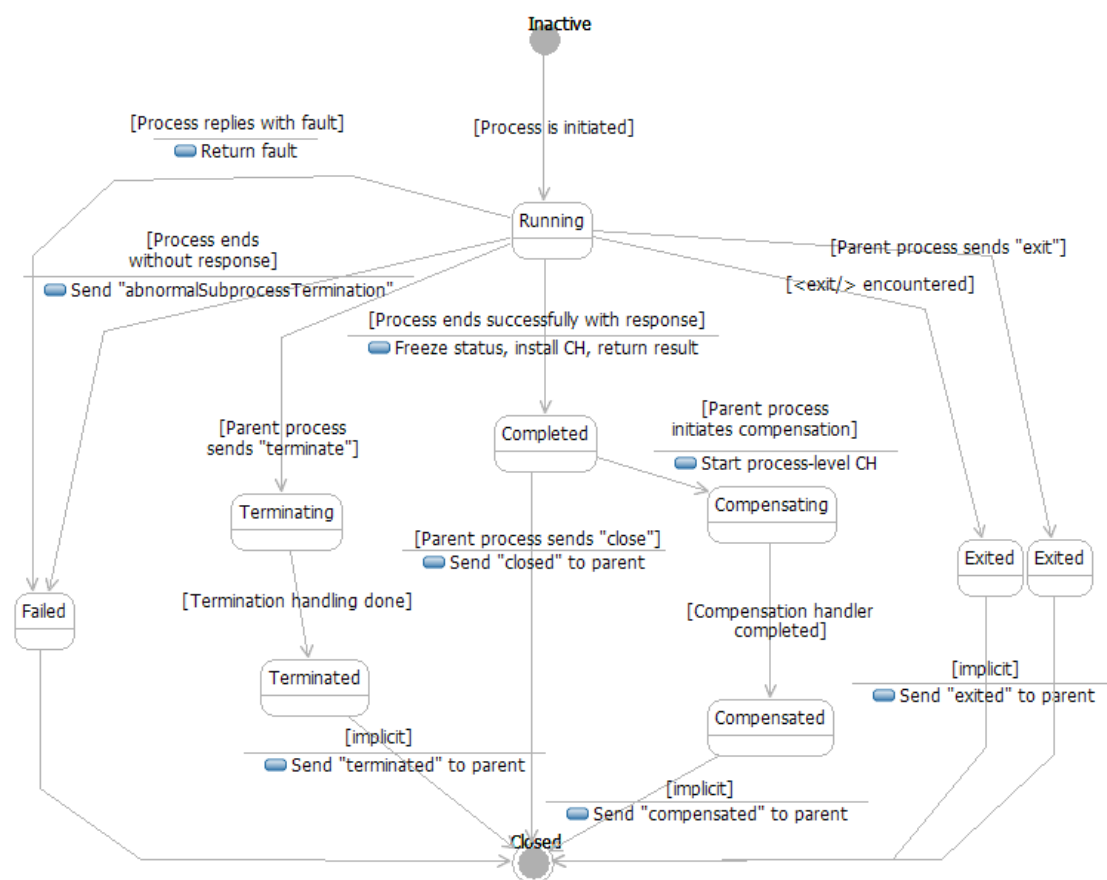 Inactive
[Process replies with fault]
Return fault
[Process is initiated]
Running
[Process ends
without response]
Send "abnormalSubprocessTermination"
[Parent process sends "exit"]
[<exit/> encountered]
[Process ends successfully with response]
Freeze status, install CH, return result
[Parent process
sends "terminate"]
Completed
[Parent process
initiates compensation]
Start process-level CH
Terminating
Compensating
[Parent process sends "close"]
Send "closed" to parent
Exited
Exited
Failed
[Termination handling done]
[Compensation handler
completed]
Terminated
[implicit]
Send "exited" to parent
Compensated
[implicit]
Send "terminated" to parent
[implicit]
Send "compensated" to parent
Closed